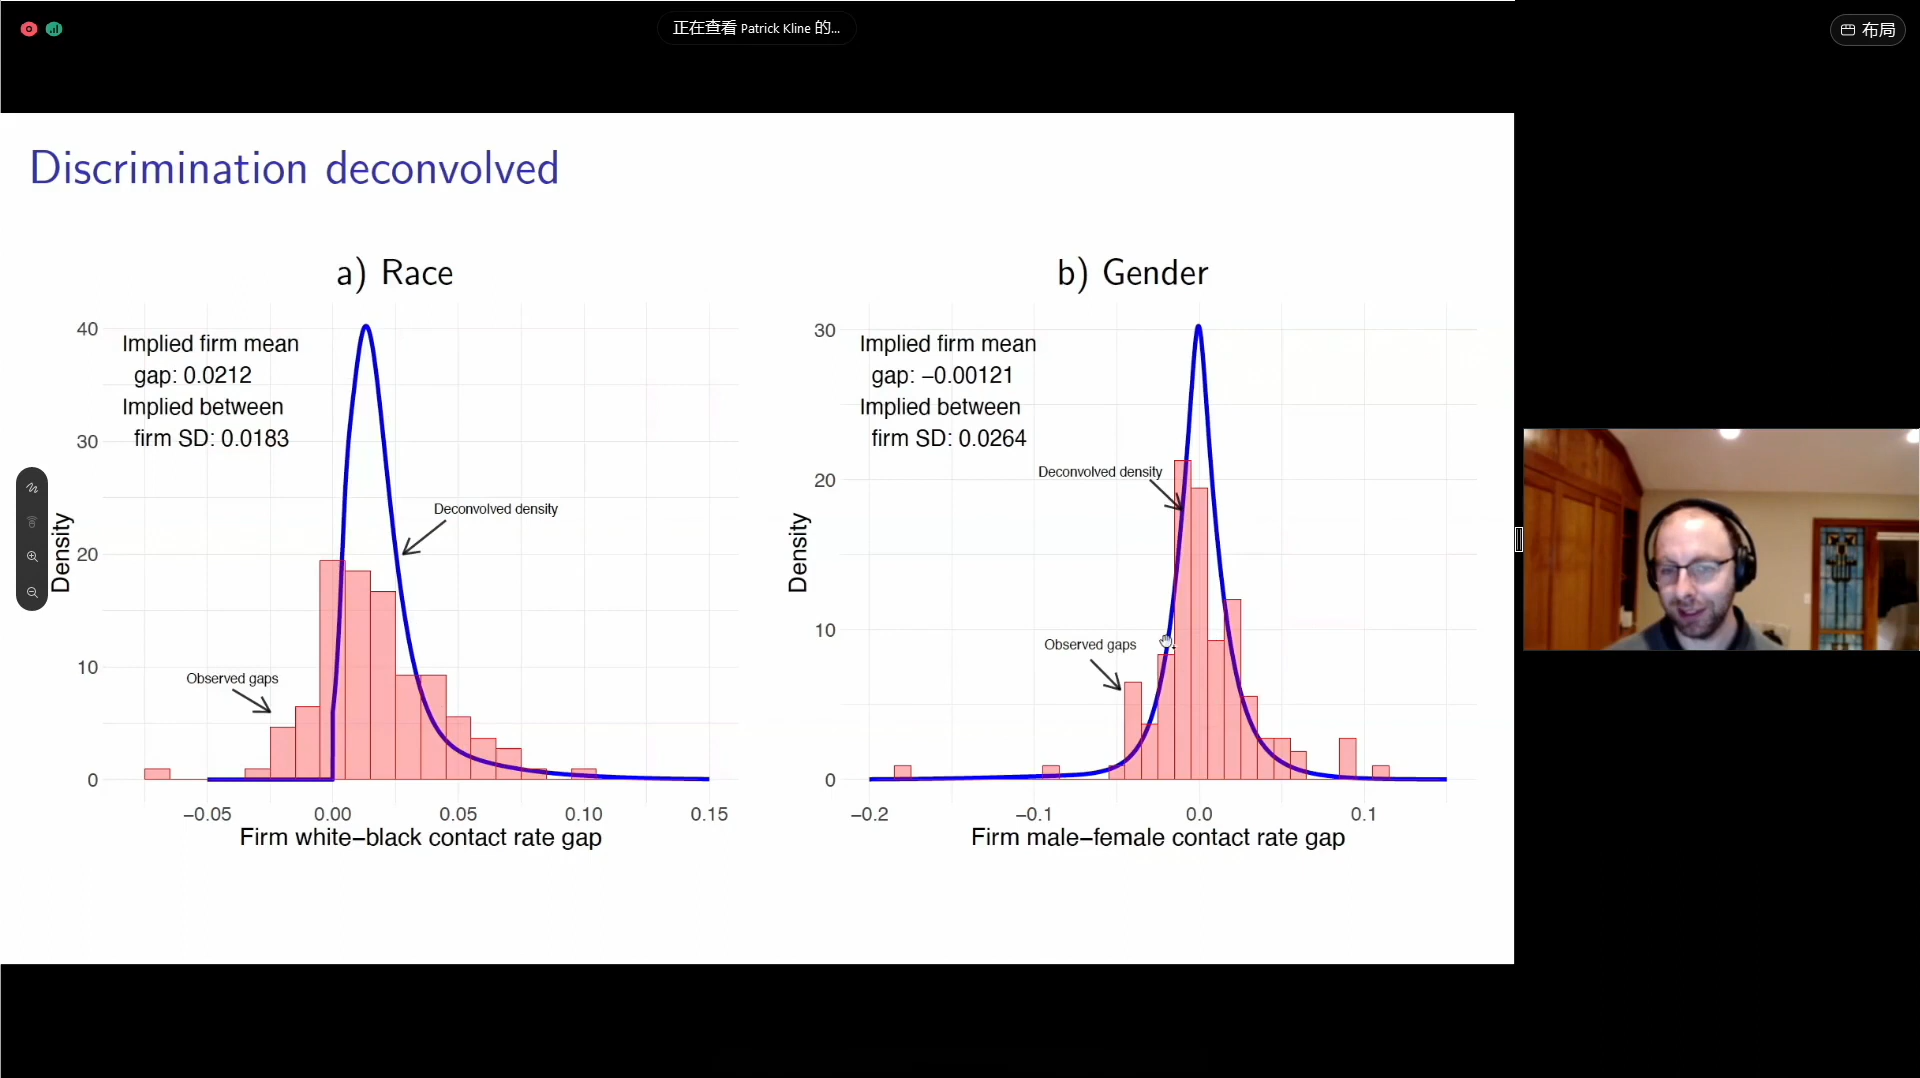 正在查看 Patrick Kline 的...
布局
Discrimination deconvolved
a) Race
Implied firm mean
gap: 0.0212
Implied between
firm SD: 0.0183
Deconvolved density
Observed gaps
Density
40
30
20
10
0
−0.05
0.00
0.05
0.10
0.15
Firm white−black contact rate gap
b) Gender
Implied firm mean
gap: −0.00121
Implied between
firm SD: 0.0264
Deconvolved density
Observed gaps
Density
30
20
10
0
−0.2
−0.1
0.0
0.1
Firm male−female contact rate gap